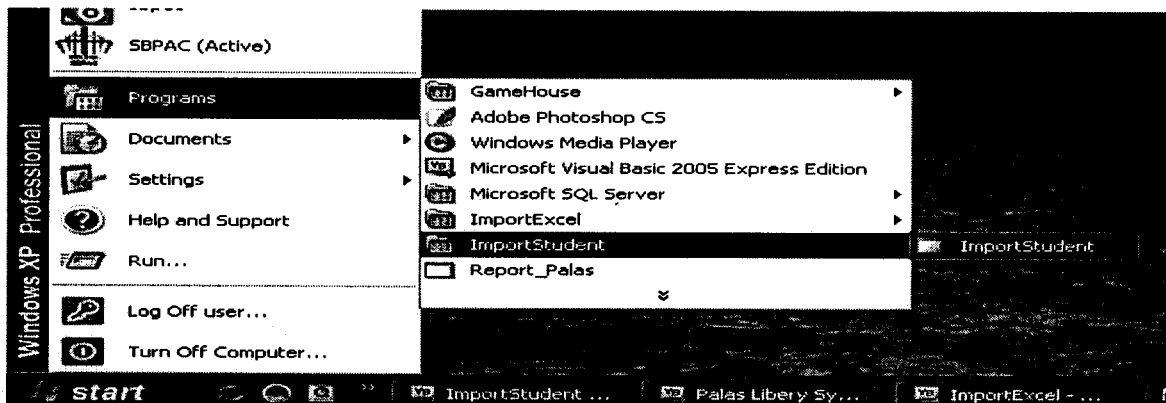 SBPAC (Active)
Programs
Documents
Settings
Help and Support
Run...
Log Off user...
Turn Off Computer...
Windows XP Professional
GameHouse
Adobe Photoshop CS
Windows Media Player
Microsoft Visual Basic 2005 Express Edition
Microsoft SQL Server
ImportExcel
ImportStudent
Report_Palas
ImportStudent
start
ImportStudent ...
Palas Libery Sy...
ImportExcel - ...